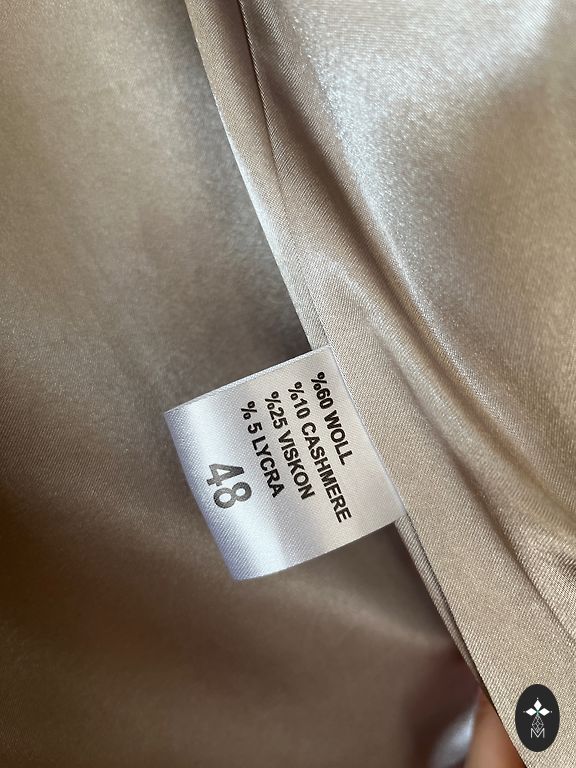 %60 WOLL
%10 CASHMERE
%25 VISKON
% 5 LYCRA
48
M